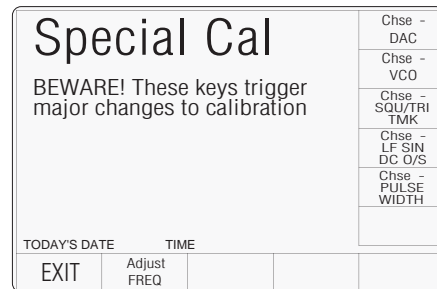 Special Cal
BEWARE! These keys trigger
major changes to calibration
Chse -
DAC
Chse -
VCO
Chse -
SQU/TRI
TMK
Chse -
LF SIN
DC O/S
Chse -
PULSE
WIDTH
TODAY'S DATE TIME
EXIT
Adjust
FREQ